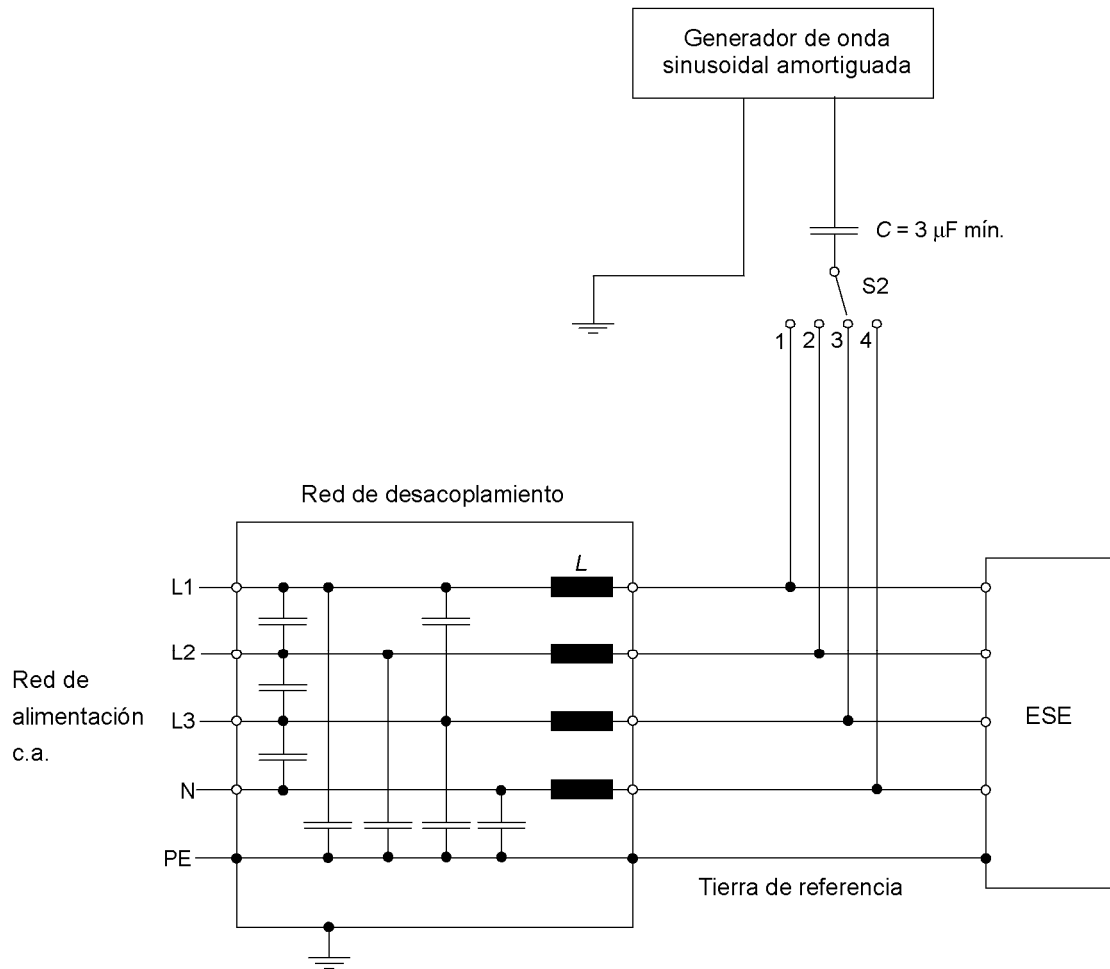 Generador de onda
sinusoidal amortiguada
C = 3 μF mín.
S2
1 2 3 4
Red de desacoplamiento
L
L1
L2
L3
N
PE
Red de
alimentación
c.a.
ESE
Tierra de referencia